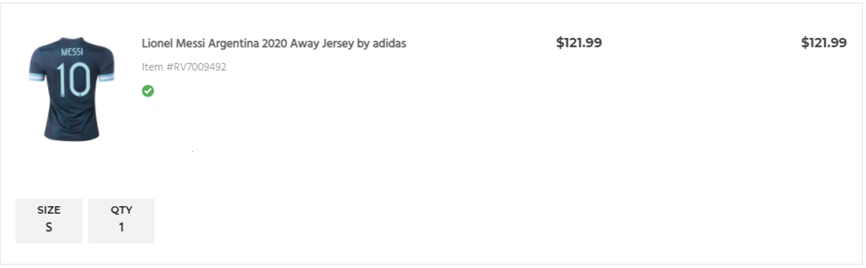 Lionel Messi Argentina 2020 Away Jersey by adidas $121.99 $121.99
MESSI
10
Item #RV7009492
SIZE QTY
S 1